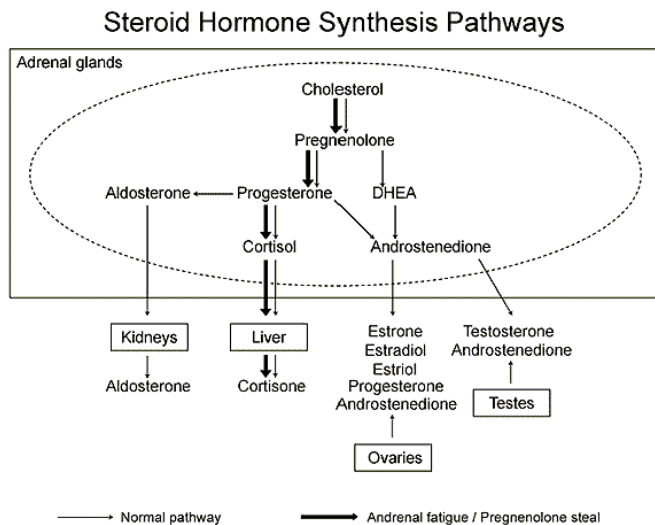 Steroid Hormone Synthesis Pathways
Adrenal glands
Cholesterol
Pregnenolone
Aldosterone
Progesterone
DHEA
Cortisol
Androstenedione
Kidneys
Liver
Estrone
Estradiol
Estriol
Progesterone
Androstenedione
Testosterone
Androstenedione
Aldosterone
Cortisone
Testes
Ovaries
Normal pathway
Andrenal fatigue / Pregnenolone steal